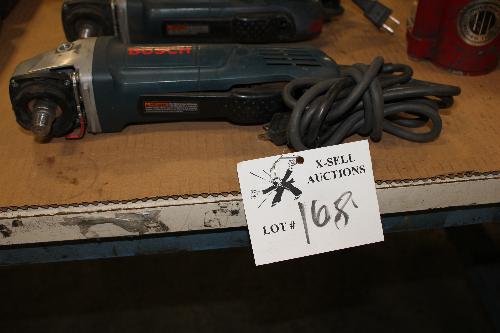 BOSCH
X-SELL
AUCTIONS
LOT # 168